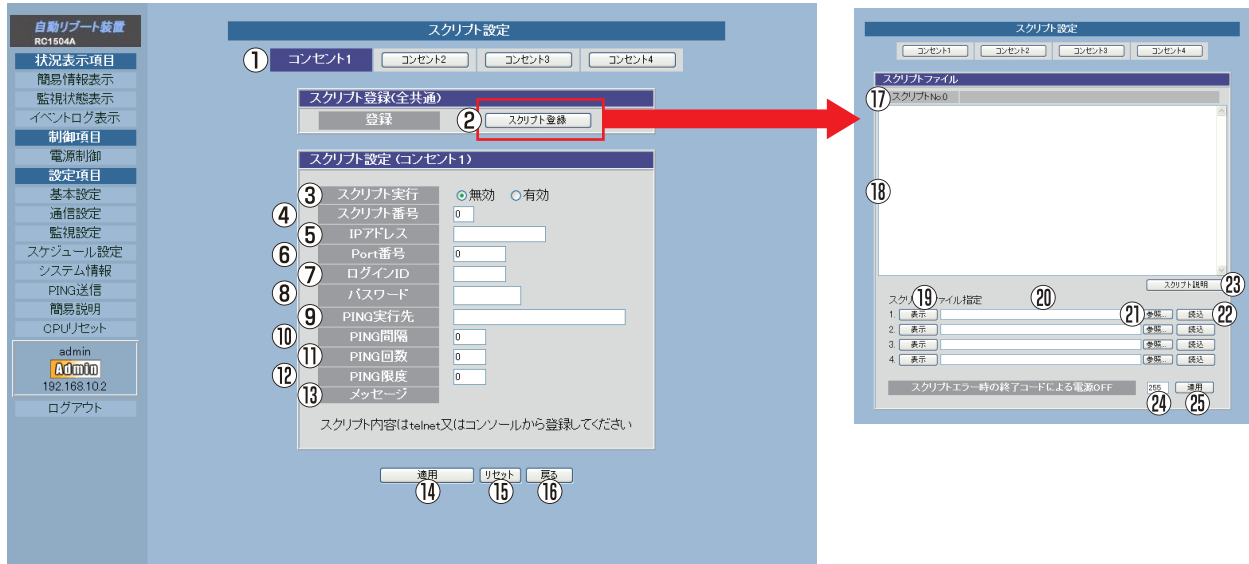 自動リブート装置
RC1504A
状況表示項目
簡易情報表示
監視状態表示
イベントログ表示
制御項目
電源制御
設定項目
基本設定
通信設定
監視設定
スケジュール設定
システム情報
PING送信
簡易説明
CPUリセット
admin
Admin
192.168.10.2
ログアウト
スクリプト設定
① コンセント1 コンセント2 コンセント3 コンセント4
スクリプト登録(全共通)
登録 ② スクリプト登録
スクリプト設定 (コンセント1)
③ スクリプト実行 無効 有効
④ スクリプト番号 0
⑤ IPアドレス
⑥ Port番号 0
⑦ ログインID
⑧ パスワード
⑨ PING実行先
⑩ PING間隔 0
⑪ PING回数 0
⑫ PING限度 0
⑬ メッセージ
スクリプト内容はtelnet又はコンソールから登録してください
適用 リセット 戻る
⑭ ⑮ ⑯
スクリプト設定
コンセント1 コンセント2 コンセント3 コンセント4
スクリプトファイル
⑰ スクリプトNo.0
⑱
スクリプト説明 ㉓
スクリ⑲ァイル指定 ⑳
1. 表示 ㉑ 参照... 読込 ㉒
2. 表示 参照... 読込
3. 表示 参照... 読込
4. 表示 参照... 読込
スクリプトエラー時の終了コードによる電源OFF 255 適用
㉔ ㉕